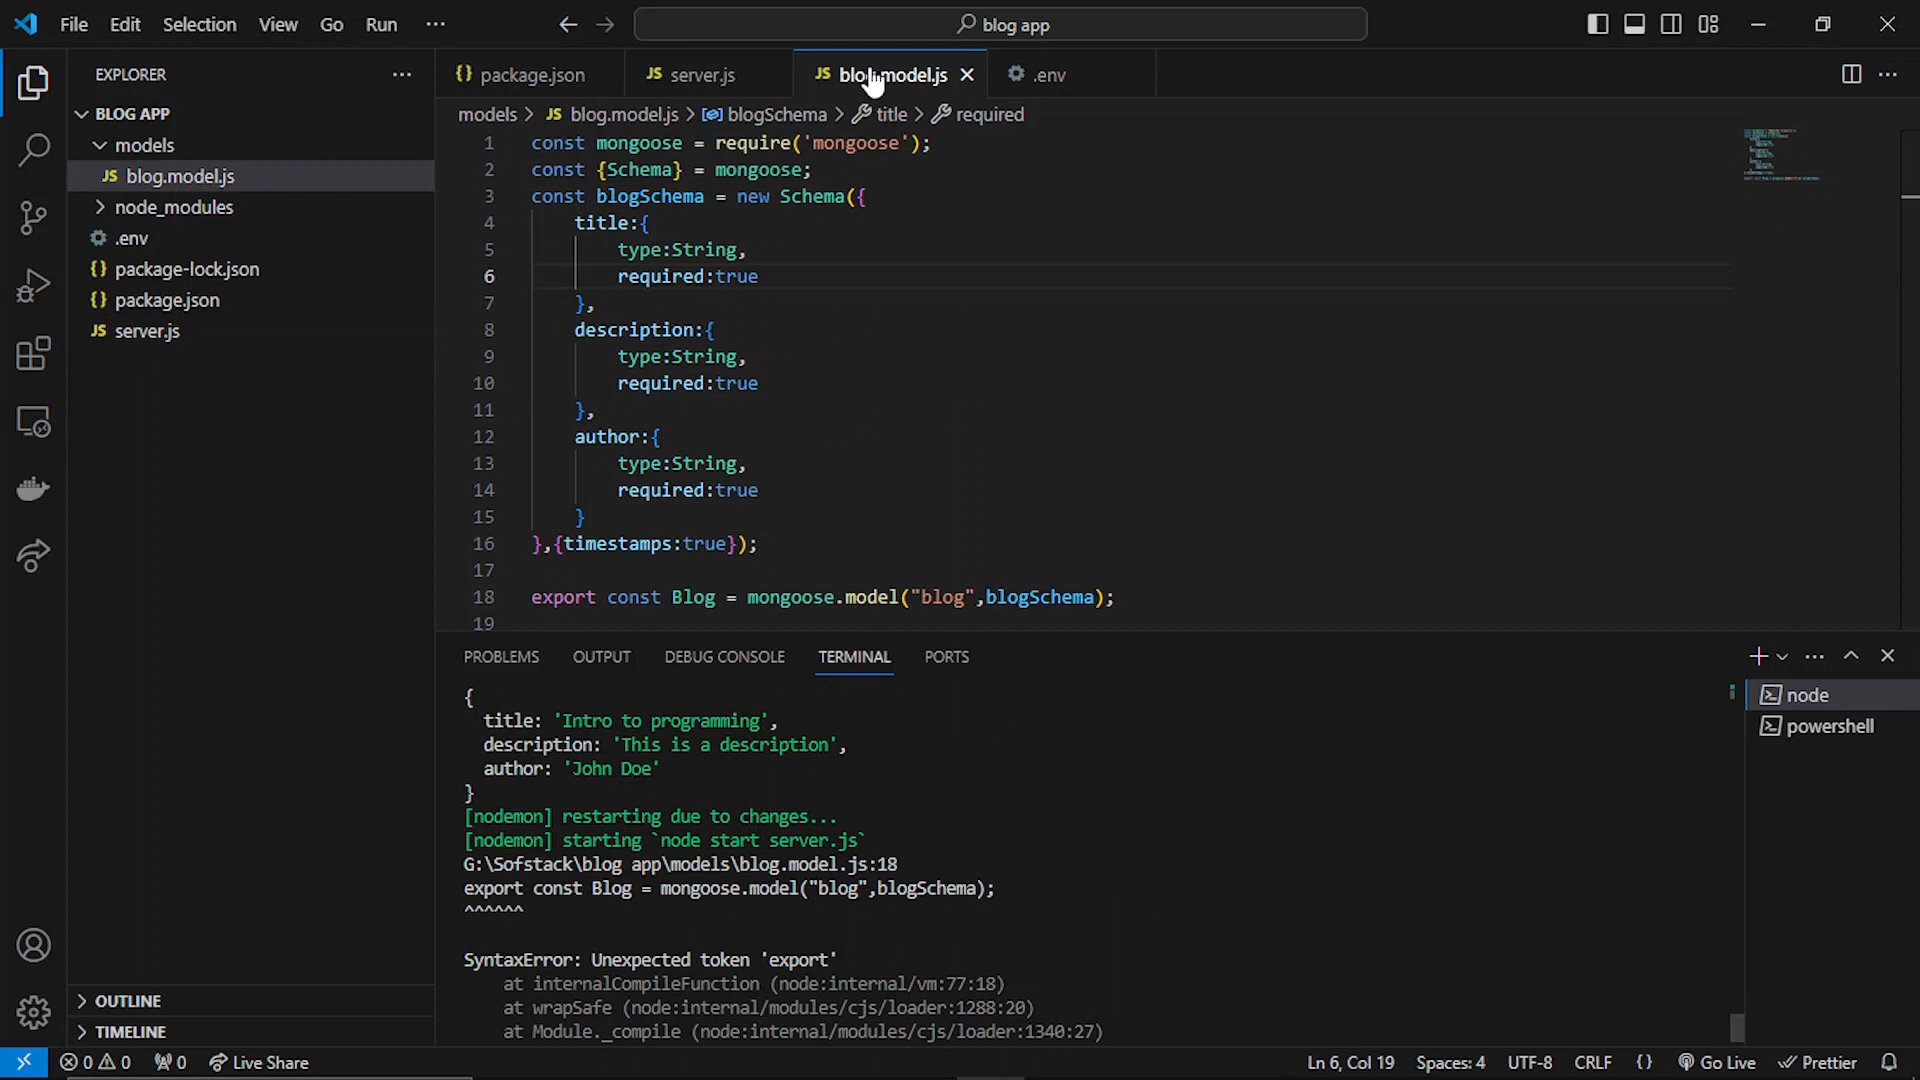 File Edit Selection View Go Run ··· blog app
EXPLORER ···
BLOG APP
models
JS blog.model.js
node_modules
.env
{} package-lock.json
{} package.json
JS server.js
OUTLINE
TIMELINE
{} package.json JS server.js JS blog.model.js .env
models > JS blog.model.js > blogSchema > title > required
1 const mongoose = require('mongoose');
2 const {Schema} = mongoose;
3 const blogSchema = new Schema({
4 title:{
5 type:String,
6 required:true
7 },
8 description:{
9 type:String,
10 required:true
11 },
12 author:{
13 type:String,
14 required:true
15 }
16 },{timestamps:true});
17
18 export const Blog = mongoose.model("blog",blogSchema);
19
PROBLEMS OUTPUT DEBUG CONSOLE TERMINAL PORTS
{
title: 'Intro to programming',
description: 'This is a description',
author: 'John Doe'
}
[nodemon] restarting due to changes...
[nodemon] starting `node start server.js`
G:\Sofstack\blog app\models\blog.model.js:18
export const Blog = mongoose.model("blog",blogSchema);
^^^^^^
SyntaxError: Unexpected token 'export'
at internalCompileFunction (node:internal/vm:77:18)
at wrapSafe (node:internal/modules/cjs/loader:1288:20)
at Module._compile (node:internal/modules/cjs/loader:1340:27)
node
powershell
0 0 0 Live Share Ln 6, Col 19 Spaces: 4 UTF-8 CRLF {} Go Live Prettier